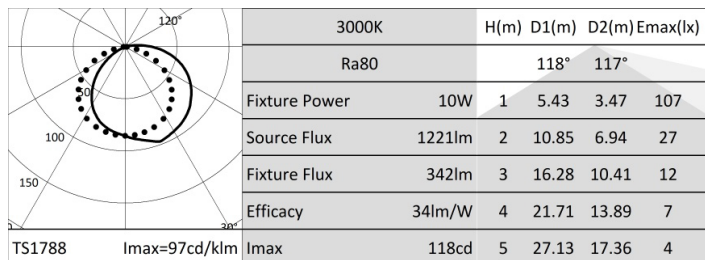 120°
50
100
150
30°
TS1788 Imax=97cd/klm
3000K
Ra80
Fixture Power 10W
Source Flux 1221lm
Fixture Flux 342lm
Efficacy 34lm/W
Imax 118cd
H(m) D1(m) D2(m) Emax(lx)
118° 117°
1 5.43 3.47 107
2 10.85 6.94 27
3 16.28 10.41 12
4 21.71 13.89 7
5 27.13 17.36 4